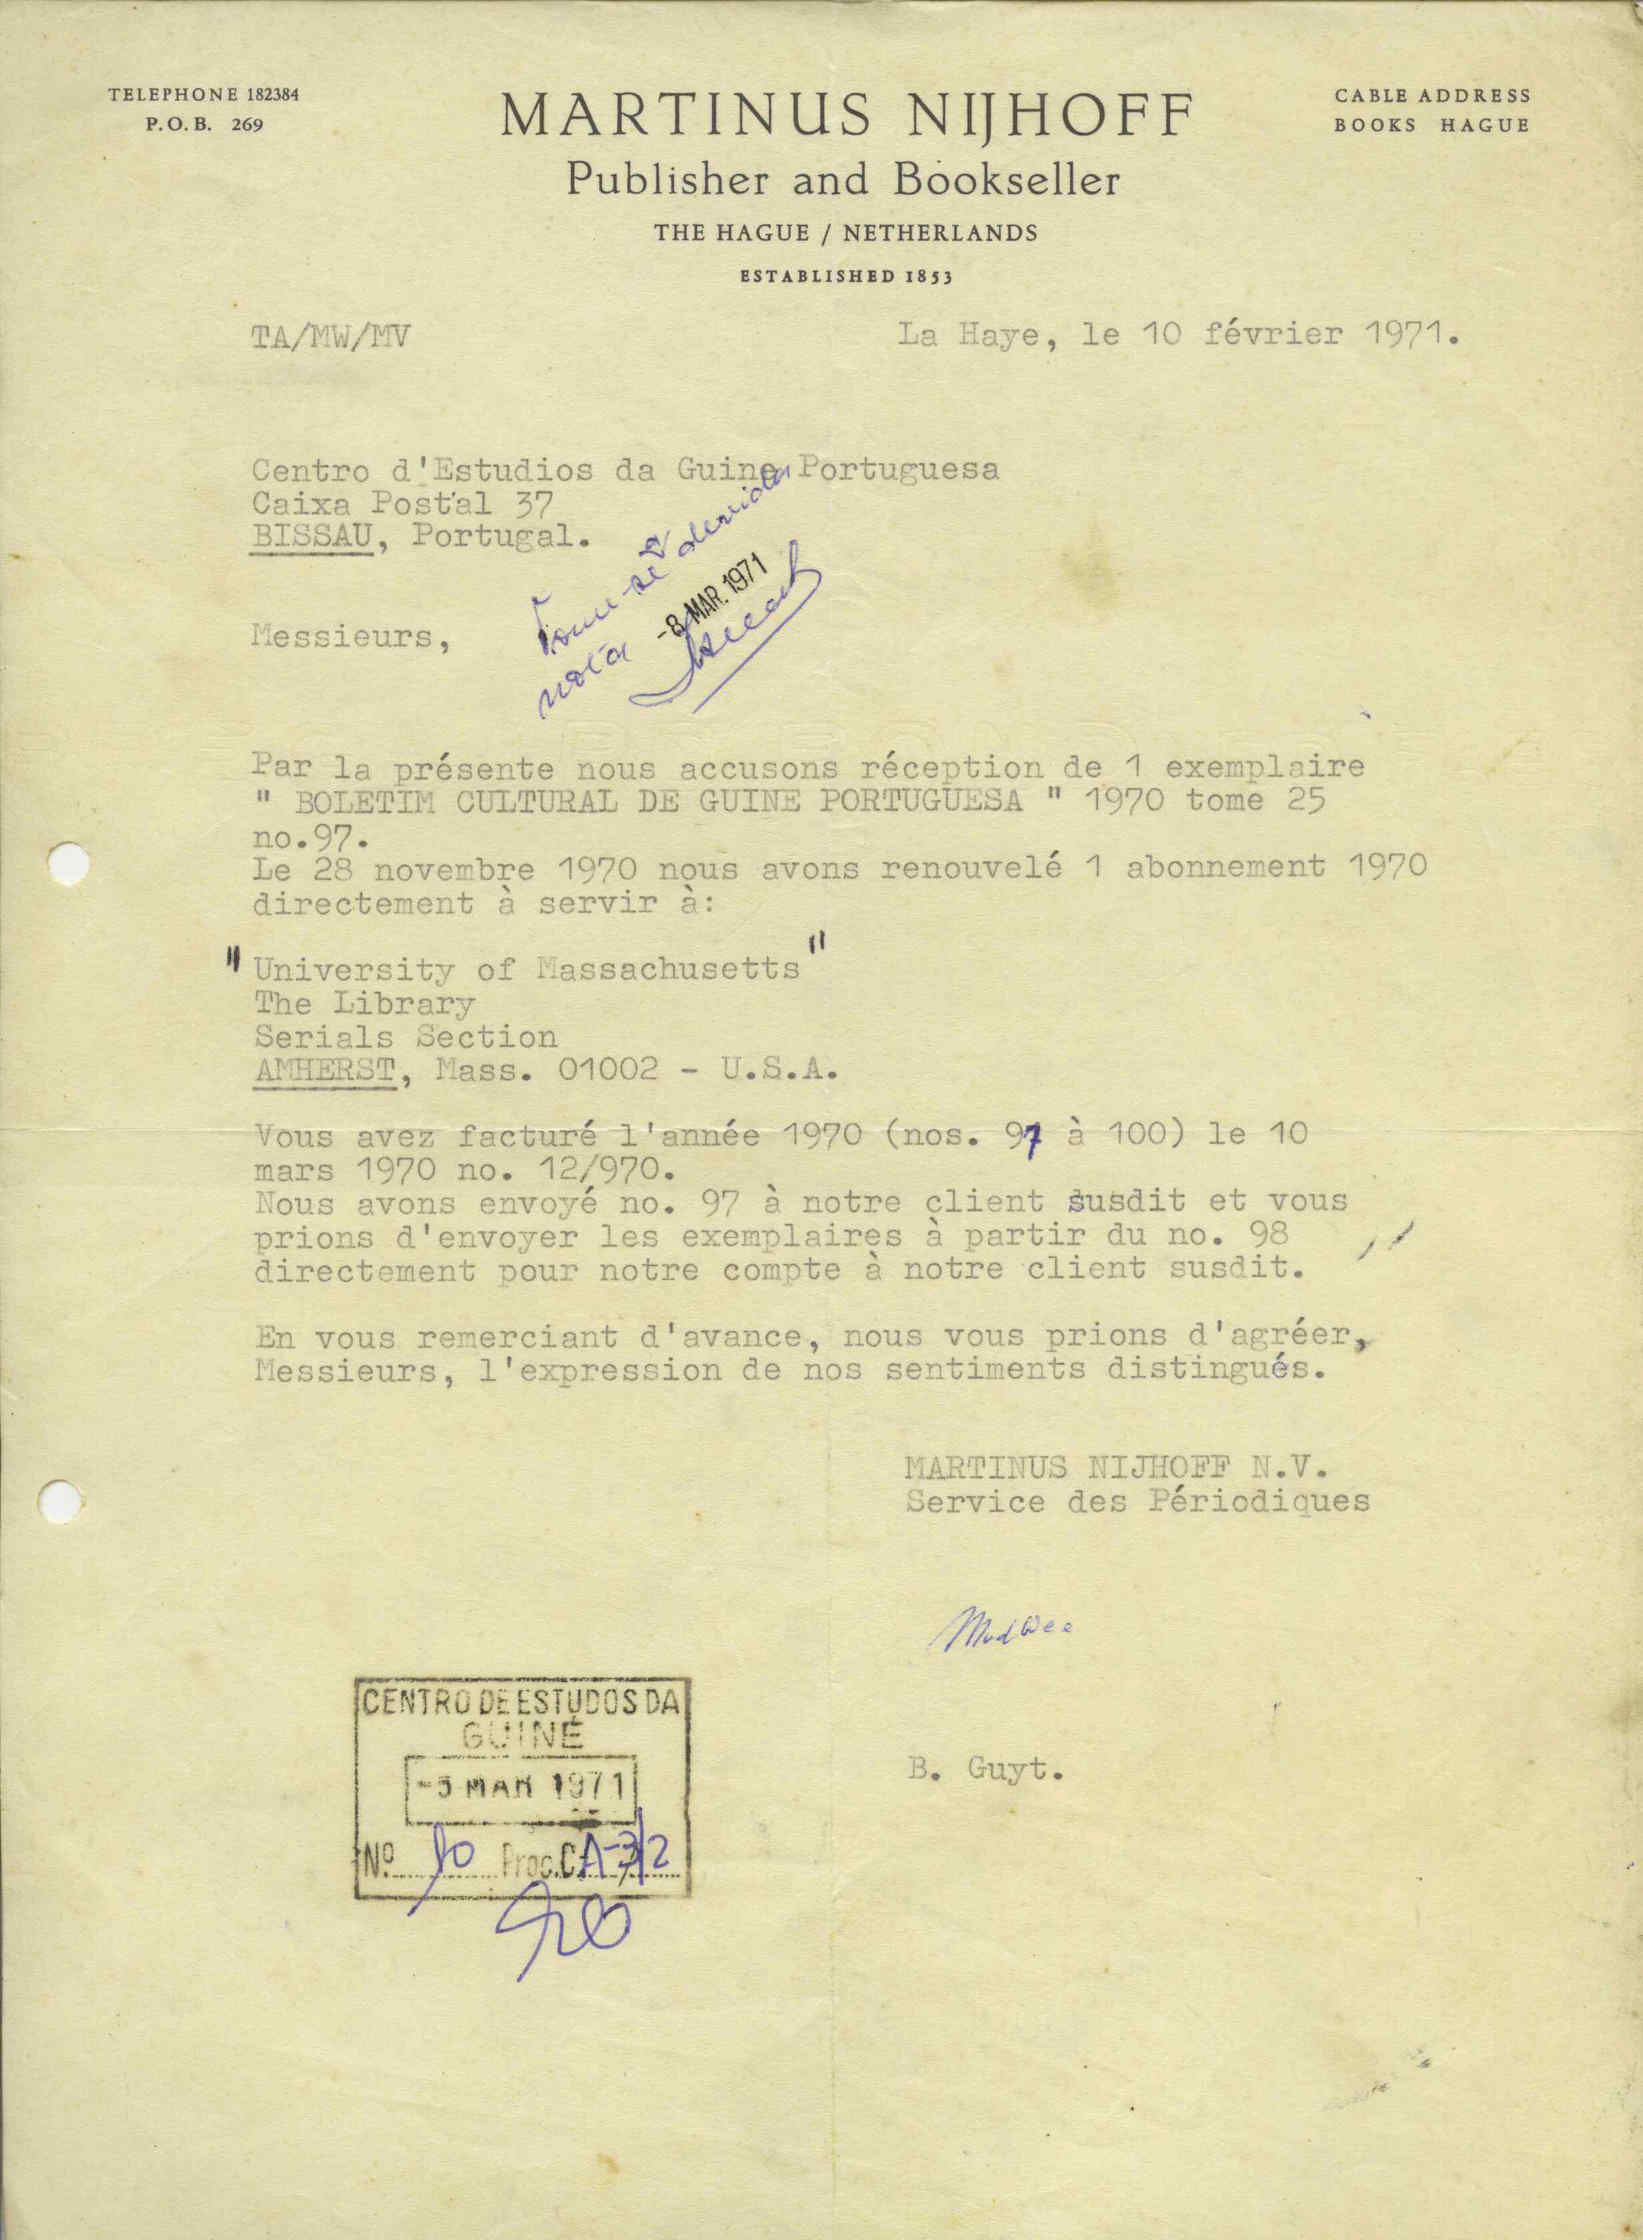 TELEPHONE 182384
P.O.B. 269
MARTINUS NIJHOFF
Publisher and Bookseller
THE HAGUE / NETHERLANDS
ESTABLISHED 1853
CABLE ADDRESS
BOOKS HAGUE
TA/MW/MV
La Haye, le 10 février 1971.
Centro d'Estudios da Guine Portuguesa
Caixa Postal 37
BISSAU, Portugal.
Tome-se a devida
nota
-8 MAR. 1971
Messieurs,
Par la présente nous accusons réception de 1 exemplaire
" BOLETIM CULTURAL DE GUINE PORTUGUESA " 1970 tome 25
no.97.
Le 28 novembre 1970 nous avons renouvelé 1 abonnement 1970
directement à servir à:
"University of Massachusetts"
The Library
Serials Section
AMHERST, Mass. 01002 - U.S.A.
Vous avez facturé l'année 1970 (nos. 97 à 100) le 10
mars 1970 no. 12/970.
Nous avons envoyé no. 97 à notre client susdit et vous
prions d'envoyer les exemplaires à partir du no. 98
directement pour notre compte à notre client susdit.
En vous remerciant d'avance, nous vous prions d'agréer,
Messieurs, l'expression de nos sentiments distingués.
MARTINUS NIJHOFF N.V.
Service des Périodiques
B. Guyt.
CENTRO DE ESTUDOS DA
GUINÉ
-5 MAR 1971
Nº Proc. CA-3/2